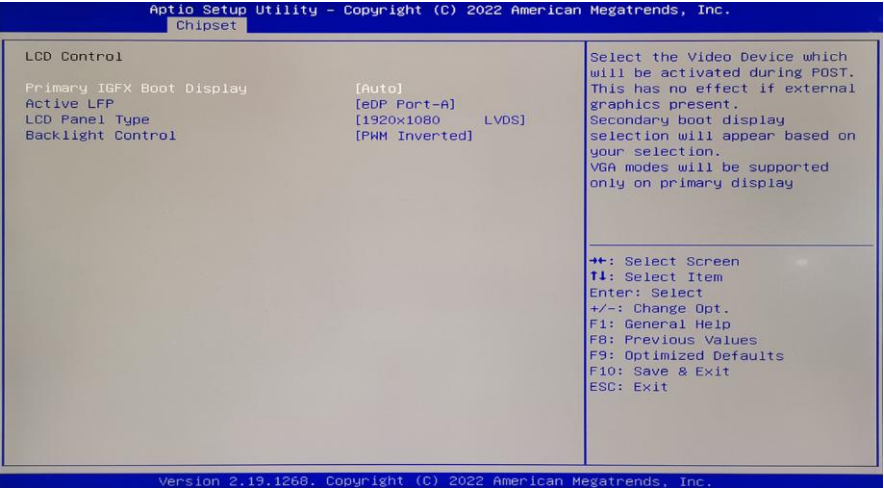 Aptio Setup Utility – Copyright (C) 2022 American Megatrends, Inc.
Chipset
LCD Control
Primary IGFX Boot Display [Auto]
Active LFP [eDP Port-A]
LCD Panel Type [1920x1080 LVDS]
Backlight Control [PWM Inverted]
Select the Video Device which
will be activated during POST.
This has no effect if external
graphics present.
Secondary boot display
selection will appear based on
your selection.
VGA modes will be supported
only on primary display
→←: Select Screen
↑↓: Select Item
Enter: Select
+/-: Change Opt.
F1: General Help
F8: Previous Values
F9: Optimized Defaults
F10: Save & Exit
ESC: Exit
Version 2.19.1268. Copyright (C) 2022 American Megatrends, Inc.